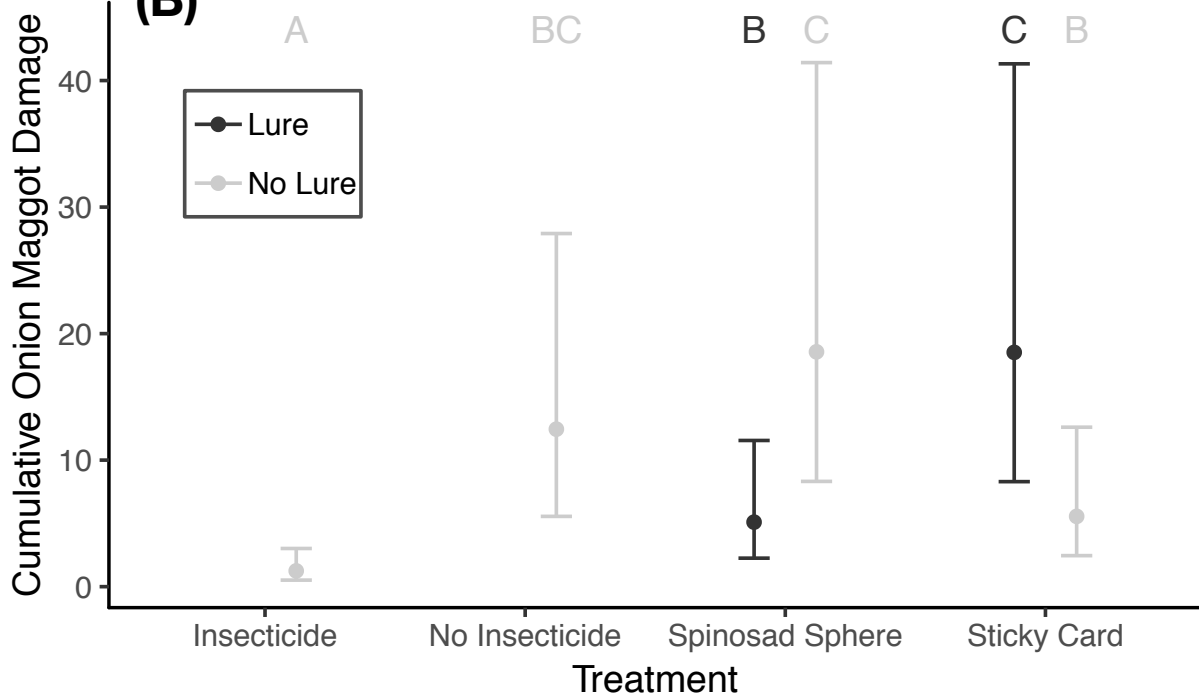 (B)
A BC B C C B
Cumulative Onion Maggot Damage
40
30
20
10
0
Lure
No Lure
Insecticide No Insecticide Spinosad Sphere Sticky Card
Treatment